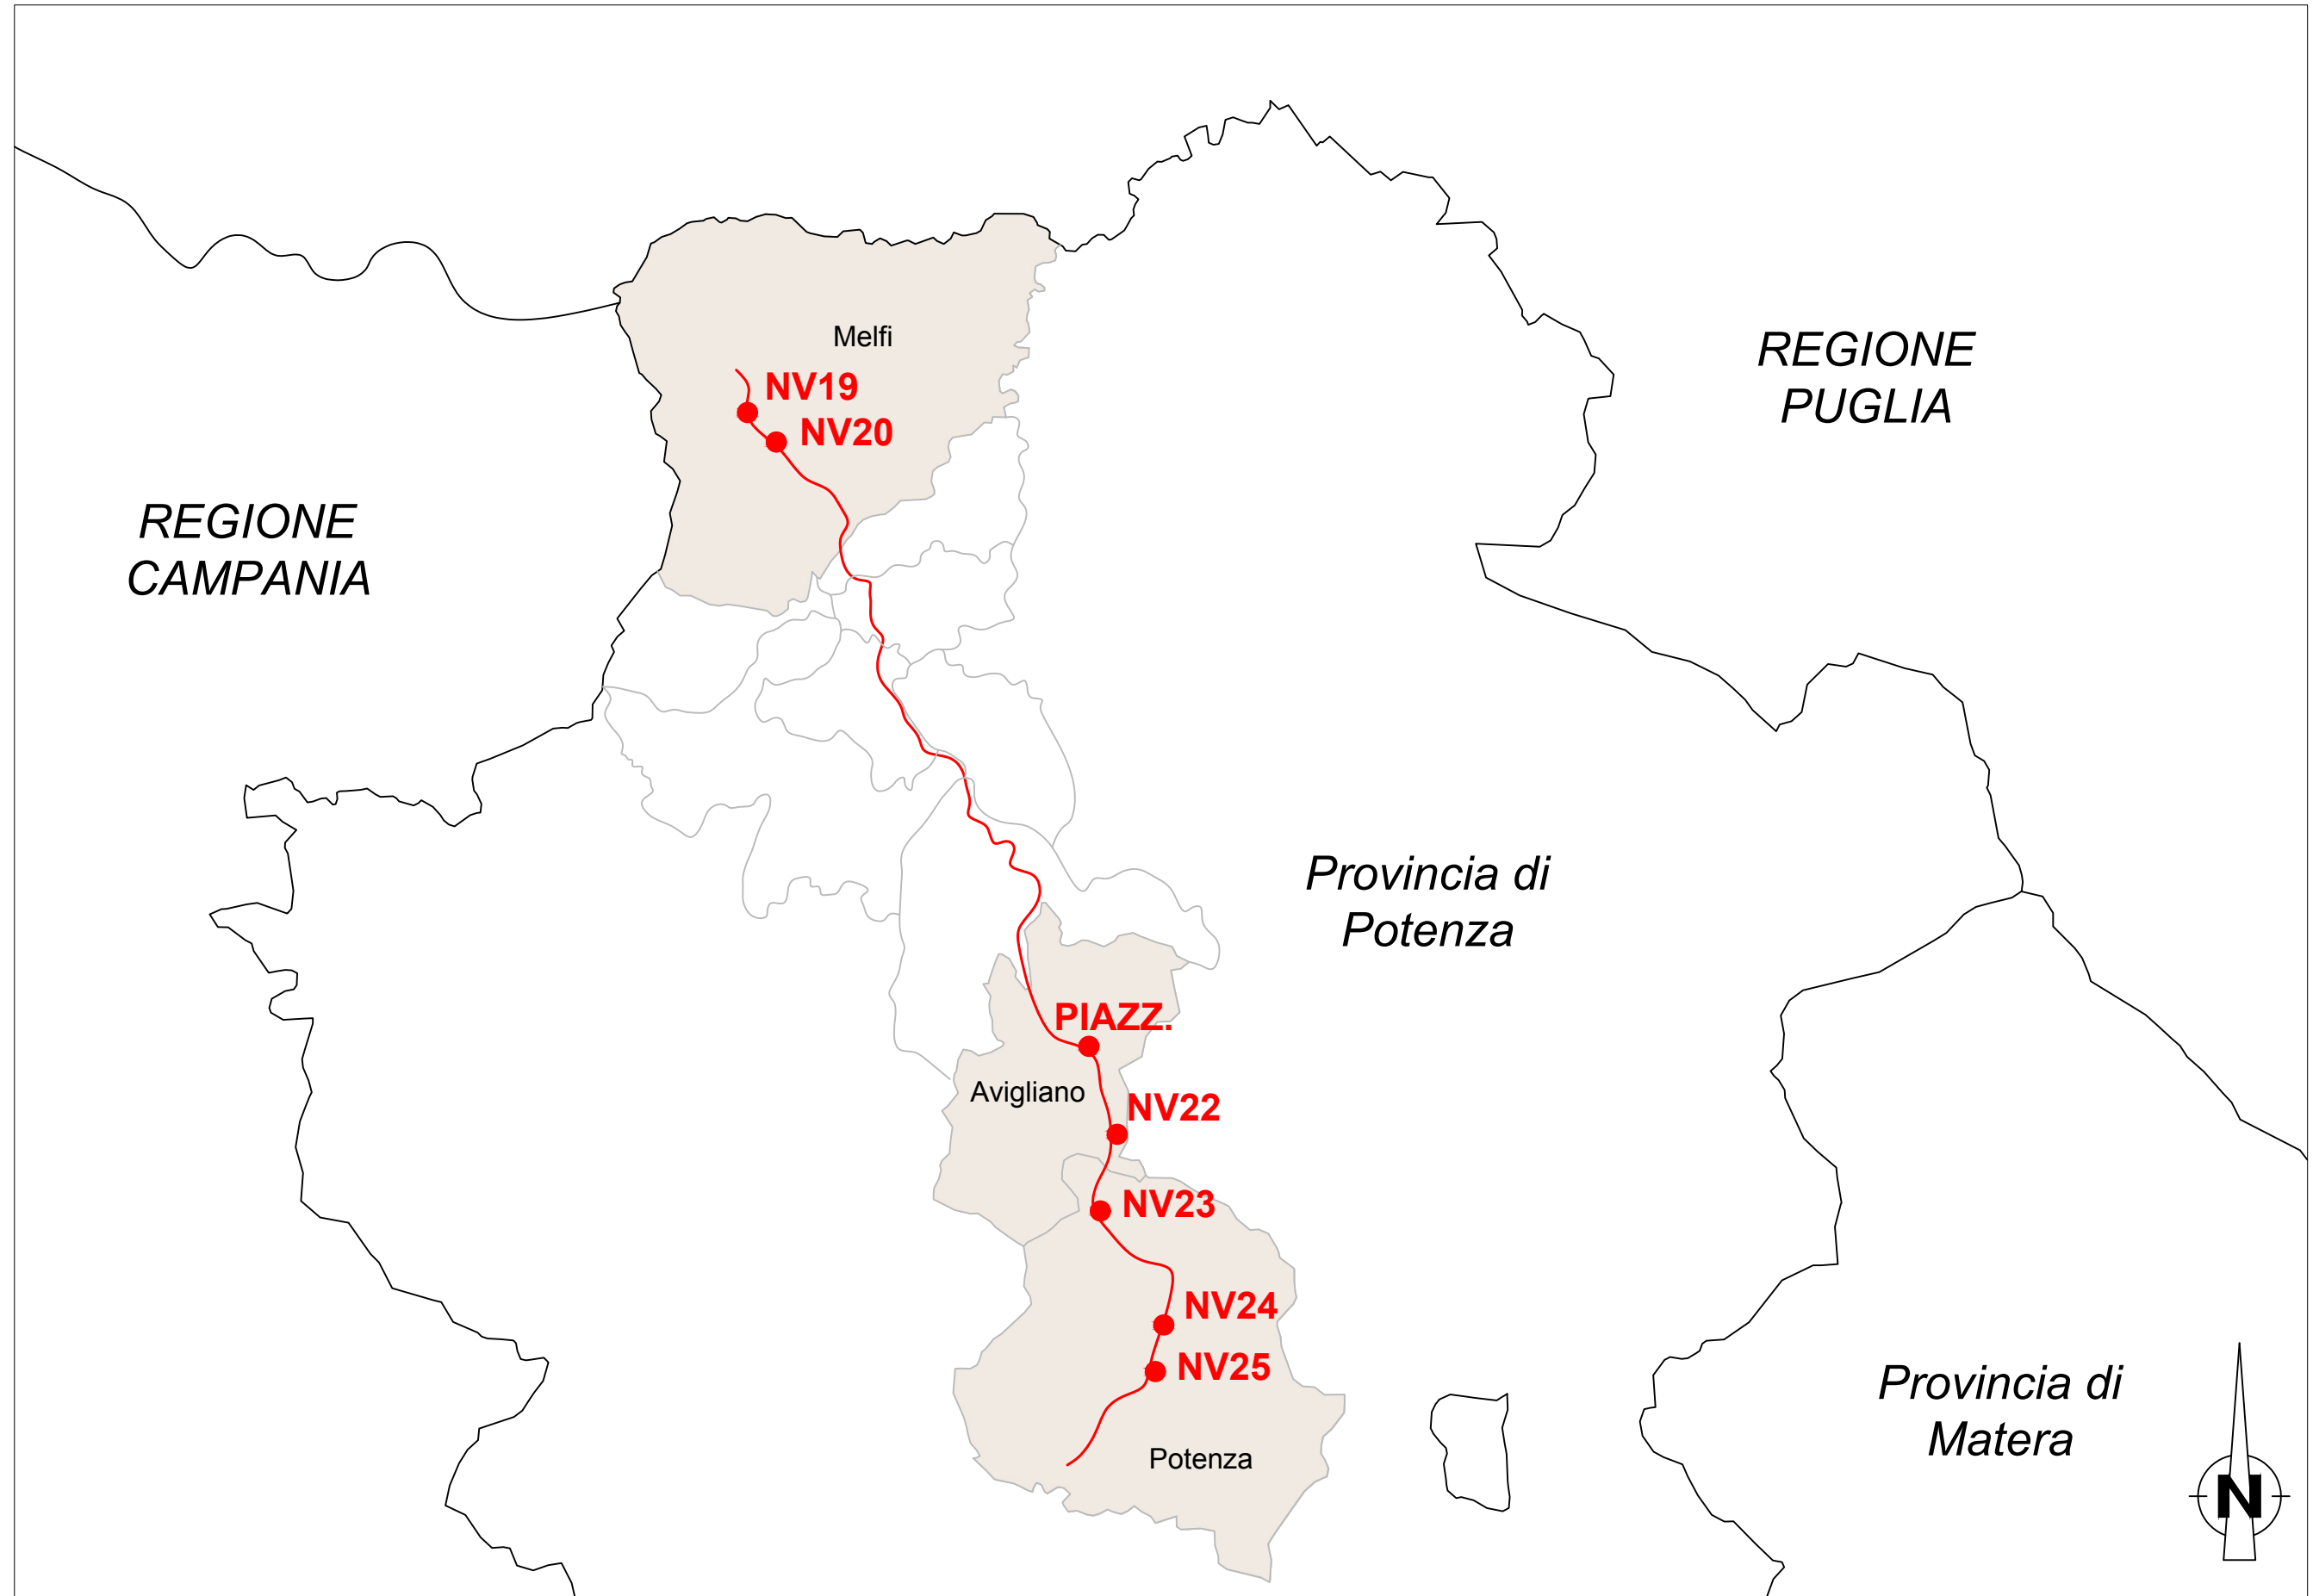 Melfi
REGIONE
PUGLIA
NV19
NV20
REGIONE
CAMPANIA
Provincia di
Potenza
PIAZZ.
Avigliano
NV22
NV23
NV24
NV25
Provincia di
Matera
Potenza
N